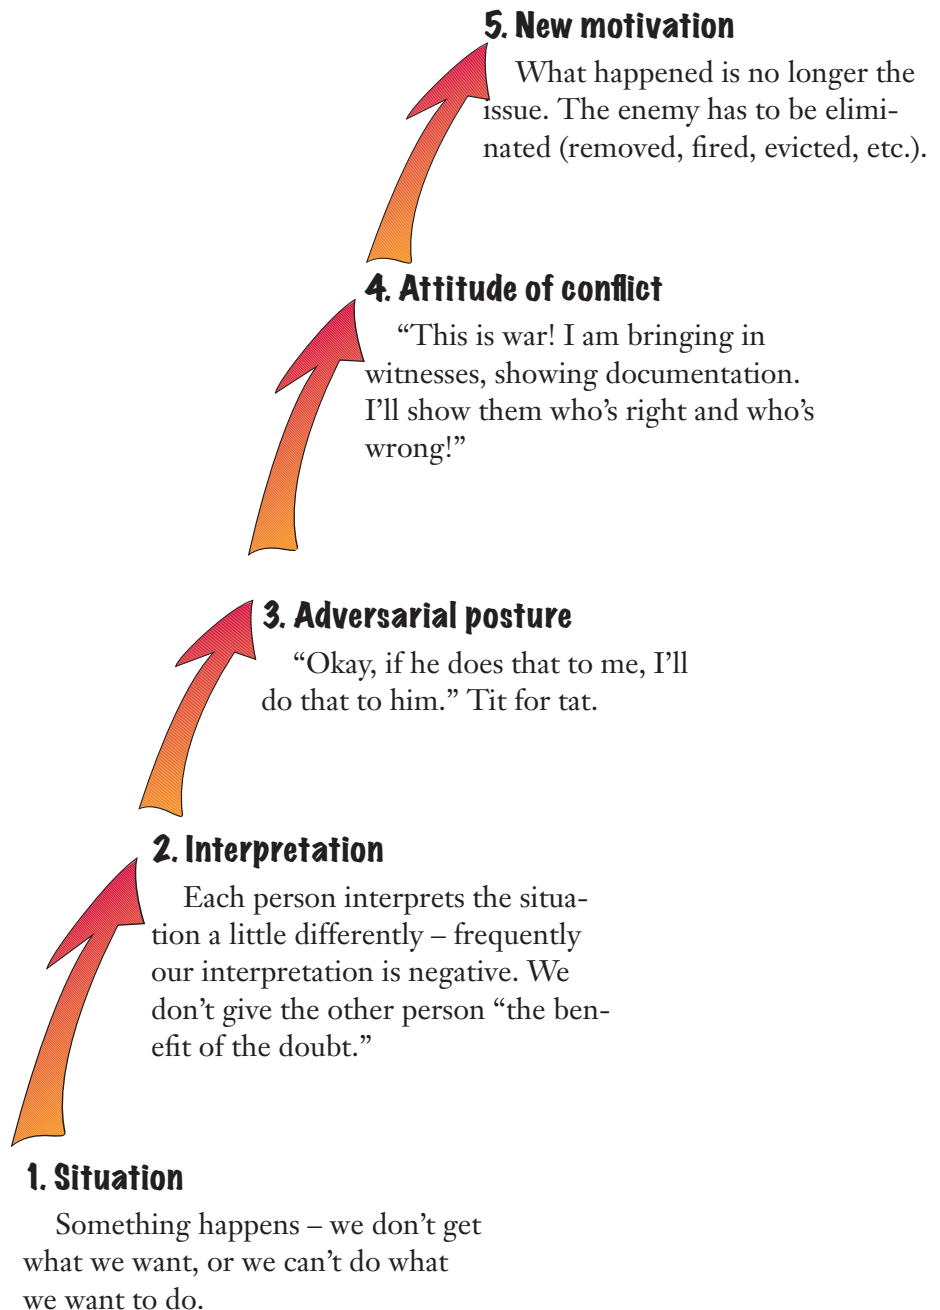 5. New motivation
What happened is no longer the
issue. The enemy has to be elimi-
nated (removed, fired, evicted, etc.).
4. Attitude of conflict
“This is war! I am bringing in
witnesses, showing documentation.
I’ll show them who’s right and who’s
wrong!”
3. Adversarial posture
“Okay, if he does that to me, I’ll
do that to him.” Tit for tat.
2. Interpretation
Each person interprets the situa-
tion a little differently – frequently
our interpretation is negative. We
don’t give the other person “the ben-
efit of the doubt.”
1. Situation
Something happens – we don’t get
what we want, or we can’t do what
we want to do.